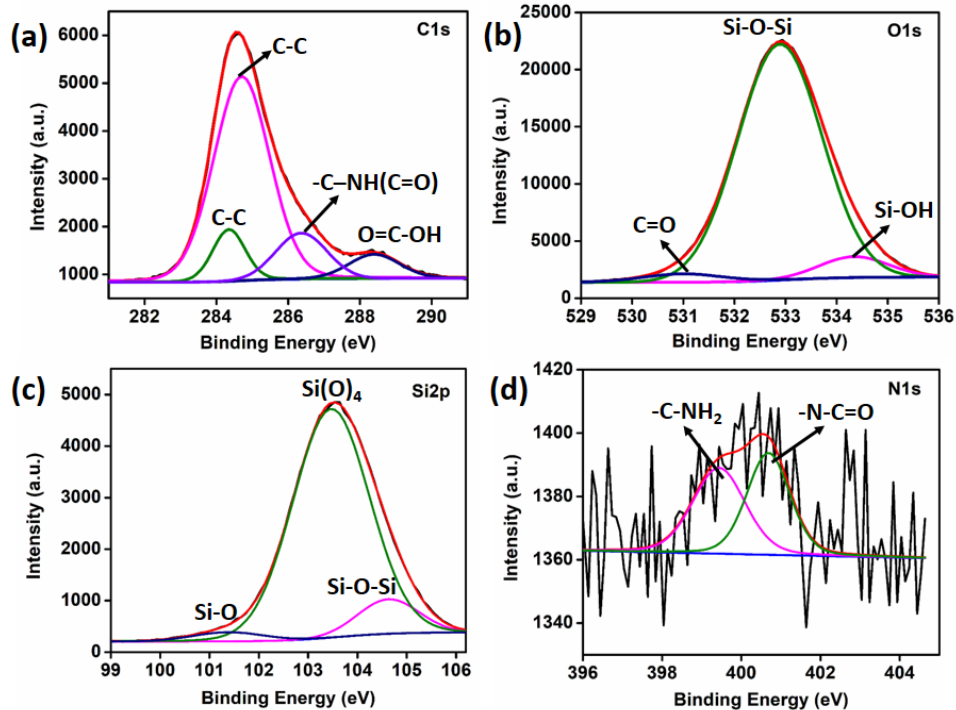 (a)
C1s
6000
5000
4000
3000
2000
1000
C-C
-C–NH(C=O)
C-C
O=C-OH
282 284 286 288 290
Binding Energy (eV)
Intensity (a.u.)
(b)
Si-O-Si
O1s
25000
20000
15000
10000
5000
0
C=O
Si-OH
529 530 531 532 533 534 535 536
Binding Energy (eV)
Intensity (a.u.)
(c)
Si(O)4
Si2p
5000
4000
3000
2000
1000
0
Si-O
Si-O-Si
99 100 101 102 103 104 105 106
Binding Energy (eV)
Intensity (a.u.)
(d)
N1s
-C-NH2
-N-C=O
1420
1400
1380
1360
1340
396 398 400 402 404
Binding Energy (eV)
Intensity (a.u.)